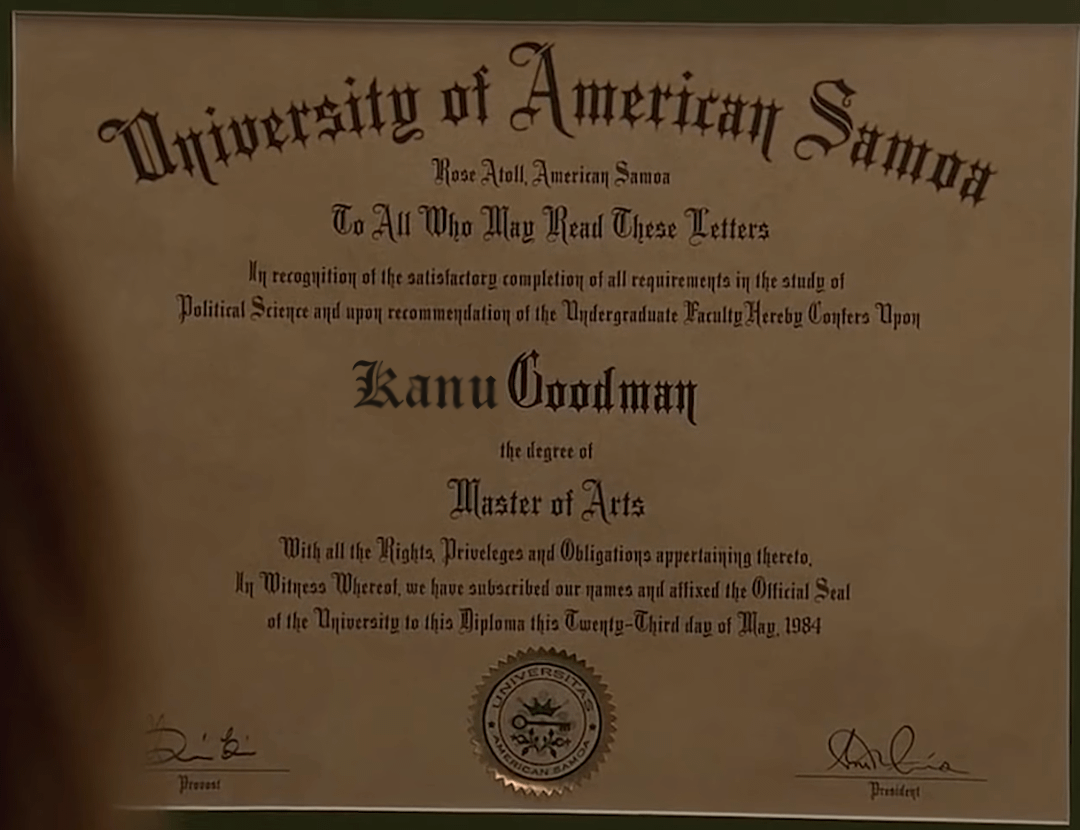 University of American Samoa
Rose Atoll, American Samoa
To All Who May Read These Letters
In recognition of the satisfactory completion of all requirements in the study of
Political Science and upon recommendation of the Undergraduate Faculty Hereby Confers Upon
Kanu Goodman
the degree of
Master of Arts
With all the Rights, Priveleges and Obligations appertaining thereto,
In Witness Whereof, we have subscribed our names and affixed the Official Seal
of the University to this Diploma this Twenty-Third day of May, 1984
UNIVERSITAS
AMERICAN SAMOA
Provost
President